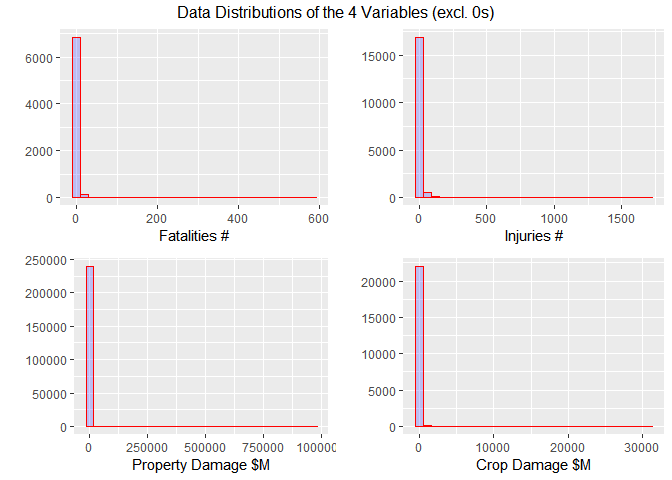 Data Distributions of the 4 Variables (excl. 0s)
6000
4000
2000
0
0 200 400 600
Fatalities #
15000
10000
5000
0
0 500 1000 1500
Injuries #
250000
200000
150000
100000
50000
0
0 250000 500000 750000 100000
Property Damage $M
20000
15000
10000
5000
0
0 10000 20000 30000
Crop Damage $M